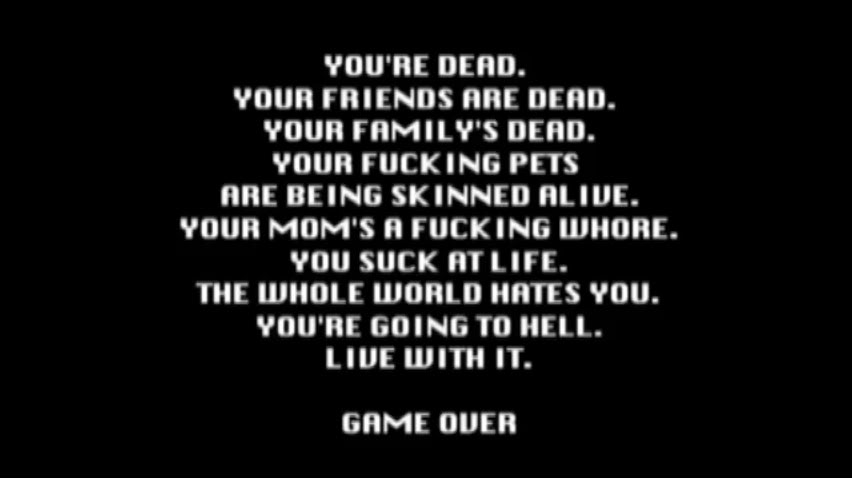 YOU'RE DEAD.
YOUR FRIENDS ARE DEAD.
YOUR FAMILY'S DEAD.
YOUR FUCKING PETS
ARE BEING SKINNED ALIVE.
YOUR MOM'S A FUCKING WHORE.
YOU SUCK AT LIFE.
THE WHOLE WORLD HATES YOU.
YOU'RE GOING TO HELL.
LIVE WITH IT.
GAME OVER